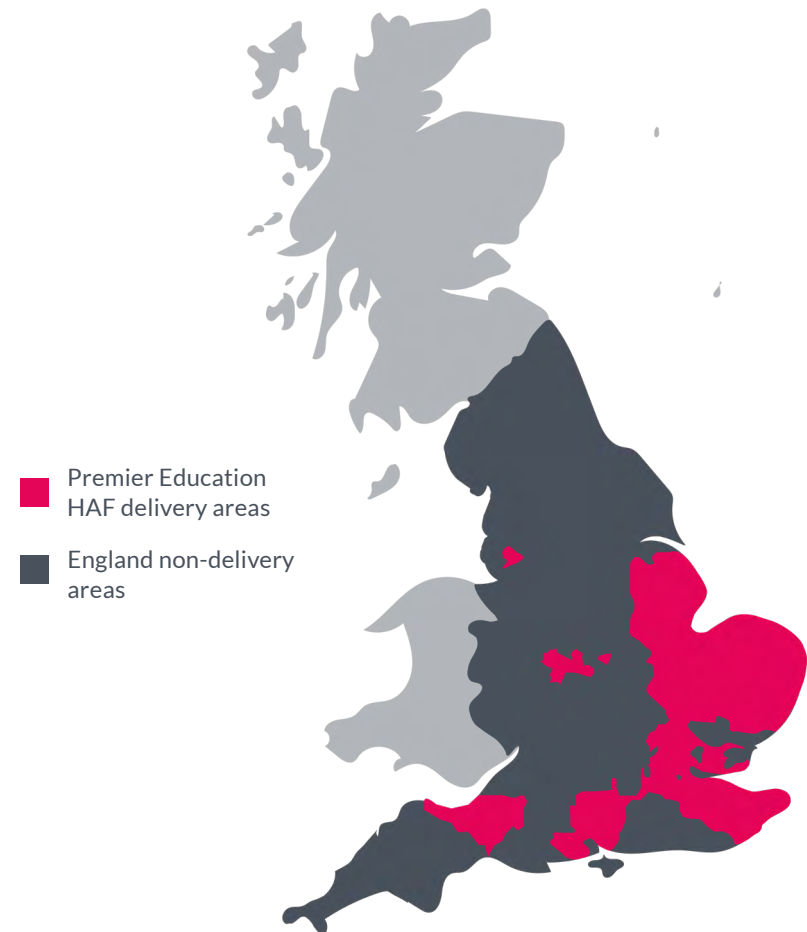 Premier Education
HAF delivery areas
England non-delivery
areas